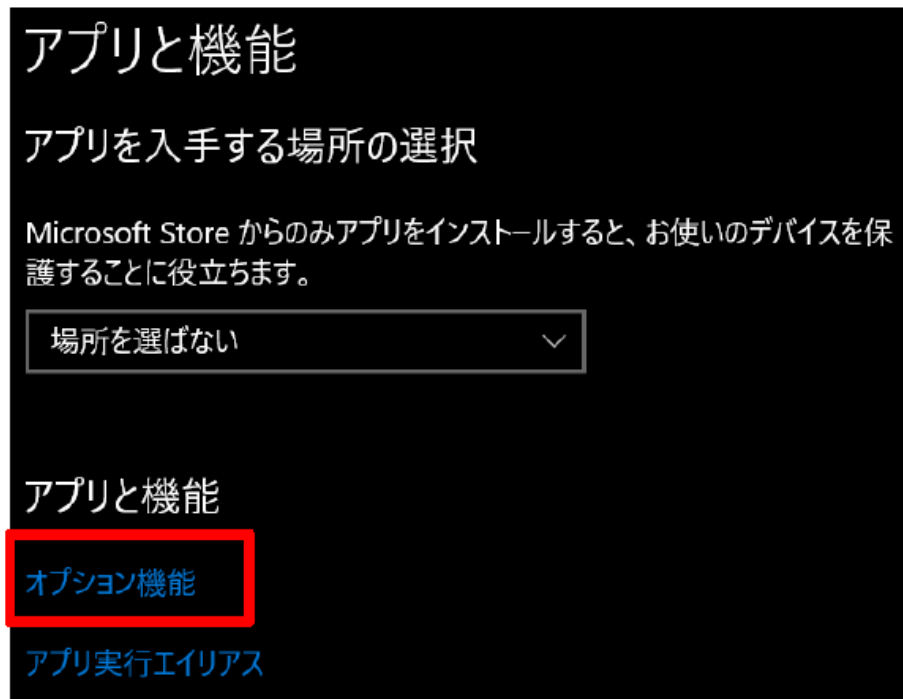 アプリと機能
アプリを入手する場所の選択
Microsoft Store からのみアプリをインストールすると、お使いのデバイスを保
護することに役立ちます。
場所を選ばない
アプリと機能
オプション機能
アプリ実行エイリアス